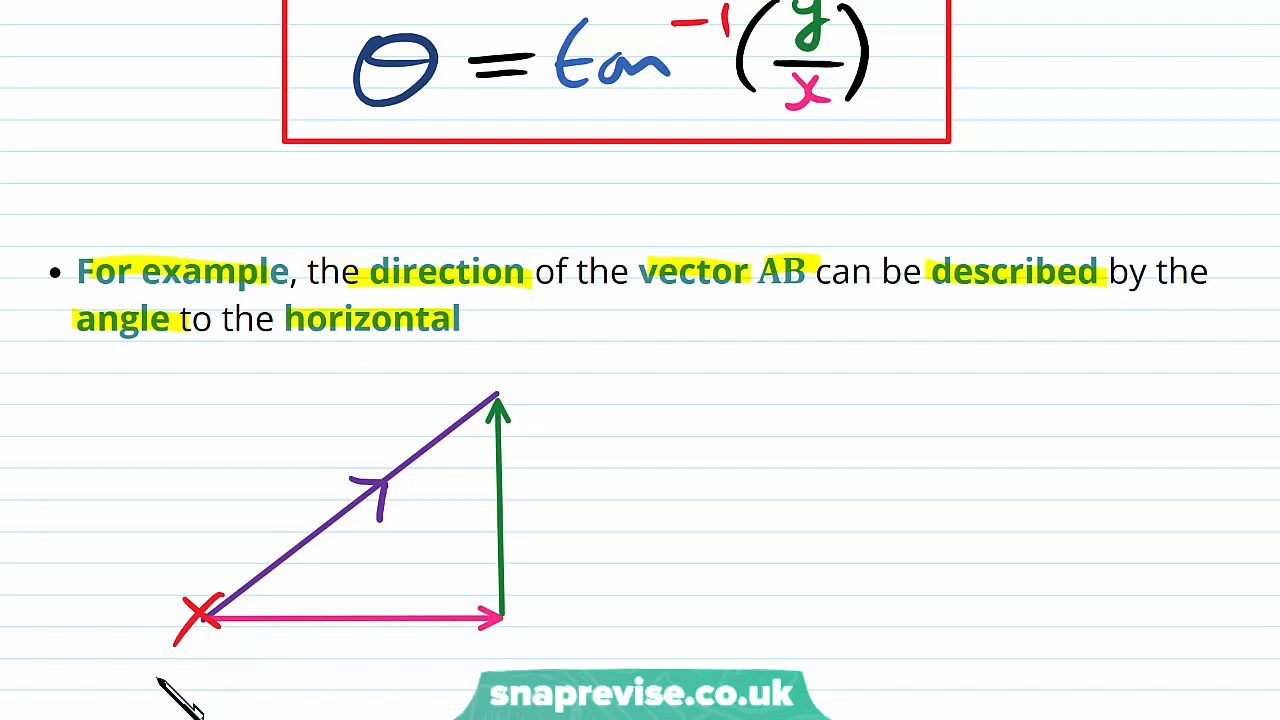 θ = tan⁻¹(y/x)
• For example, the direction of the vector AB can be described by the
angle to the horizontal
snaprevise.co.uk